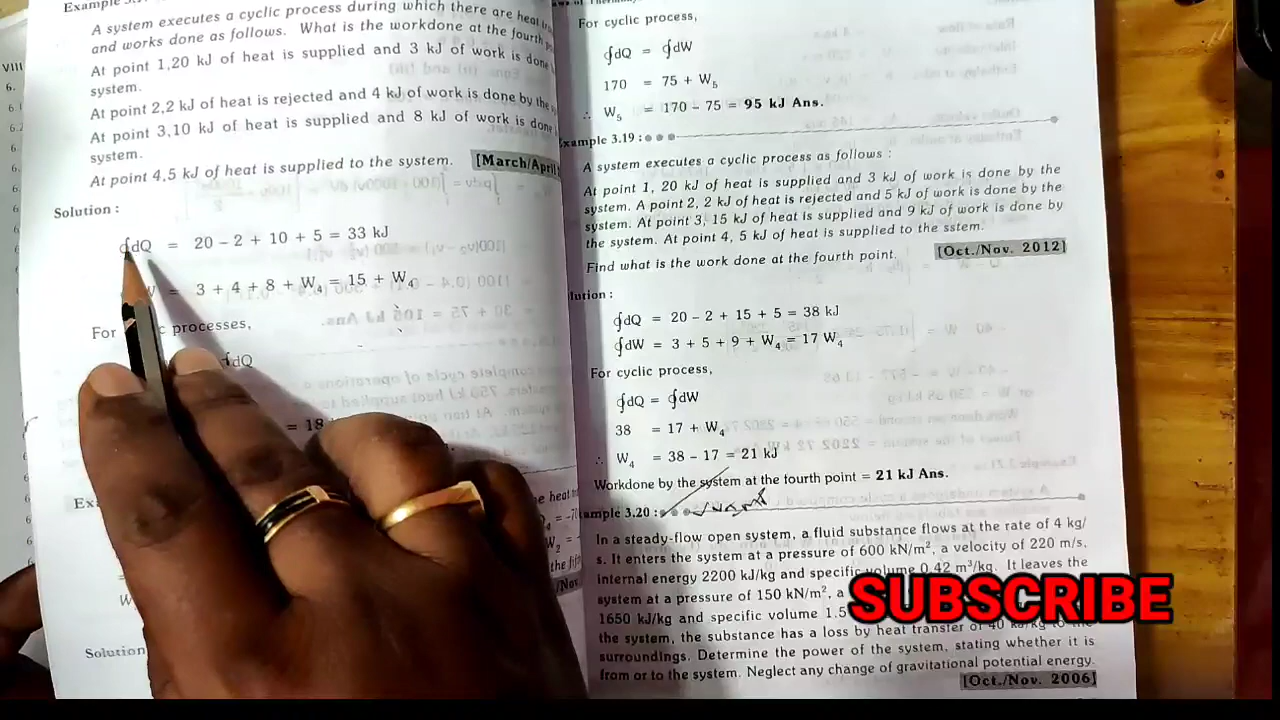 Example
A system executes a cyclic process during which there are heat
and works done as follows. What is the workdone at the fourth
At point 1,20 kJ of heat is supplied and 3 kJ of work is done
system.
At point 2,2 kJ of heat is rejected and 4 kJ of work is done by the
At point 3,10 kJ of heat is supplied and 8 kJ of work is done
system.
At point 4,5 kJ of heat is supplied to the system. [March/April
Solution :
∮dQ = 20 – 2 + 10 + 5 = 33 kJ
= 3 + 4 + 8 + W₄ = 15 + W₄
For processes,
∮dQ
= 18
Solution
VIII
6.
For cyclic process,
∮dQ = ∮dW
170 = 75 + W₅
∴ W₅ = 170 – 75 = 95 kJ Ans.
Example 3.19 :
A system executes a cyclic process as follows :
At point 1, 20 kJ of heat is supplied and 3 kJ of work is done by the
system. A point 2, 2 kJ of heat is rejected and 5 kJ of work is done by
system. At point 3, 15 kJ of heat is supplied and 9 kJ of work is done by
the system. At point 4, 5 kJ of heat is supplied to the sstem.
Find what is the work done at the fourth point. [Oct./Nov. 2012]
lution :
∮dQ = 20 – 2 + 15 + 5 = 38 kJ
∮dW = 3 + 5 + 9 + W₄ = 17 W₄
For cyclic process,
∮dQ = ∮dW
38 = 17 + W₄
∴ W₄ = 38 – 17 = 21 kJ
Workdone by the system at the fourth point = 21 kJ Ans.
ample 3.20 :
In a steady-flow open system, a fluid substance flows at the rate of 4 kg/
s. It enters the system at a pressure of 600 kN/m², a velocity of 220 m/s,
internal energy 2200 kJ/kg and specific volume 0.42 m³/kg. It leaves the
system at a pressure of 150 kN/m², a
1650 kJ/kg and specific volume 1.5
the system, the substance has a loss by heat transfer of 40 kJ/kg to the
surroundings. Determine the power of the system, stating whether it is
from or to the system. Neglect any change of gravitational potential energy.
[Oct./Nov. 2006]
SUBSCRIBE